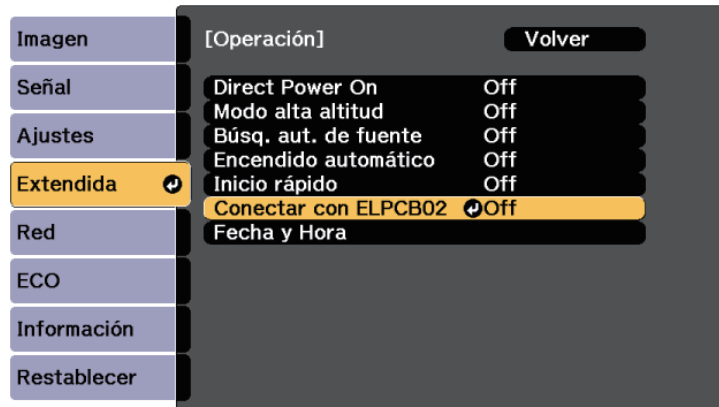 Imagen
Señal
Ajustes
Extendida
Red
ECO
Información
Restablecer
[Operación] Volver
Direct Power On Off
Modo alta altitud Off
Búsq. aut. de fuente Off
Encendido automático Off
Inicio rápido Off
Conectar con ELPCB02 Off
Fecha y Hora